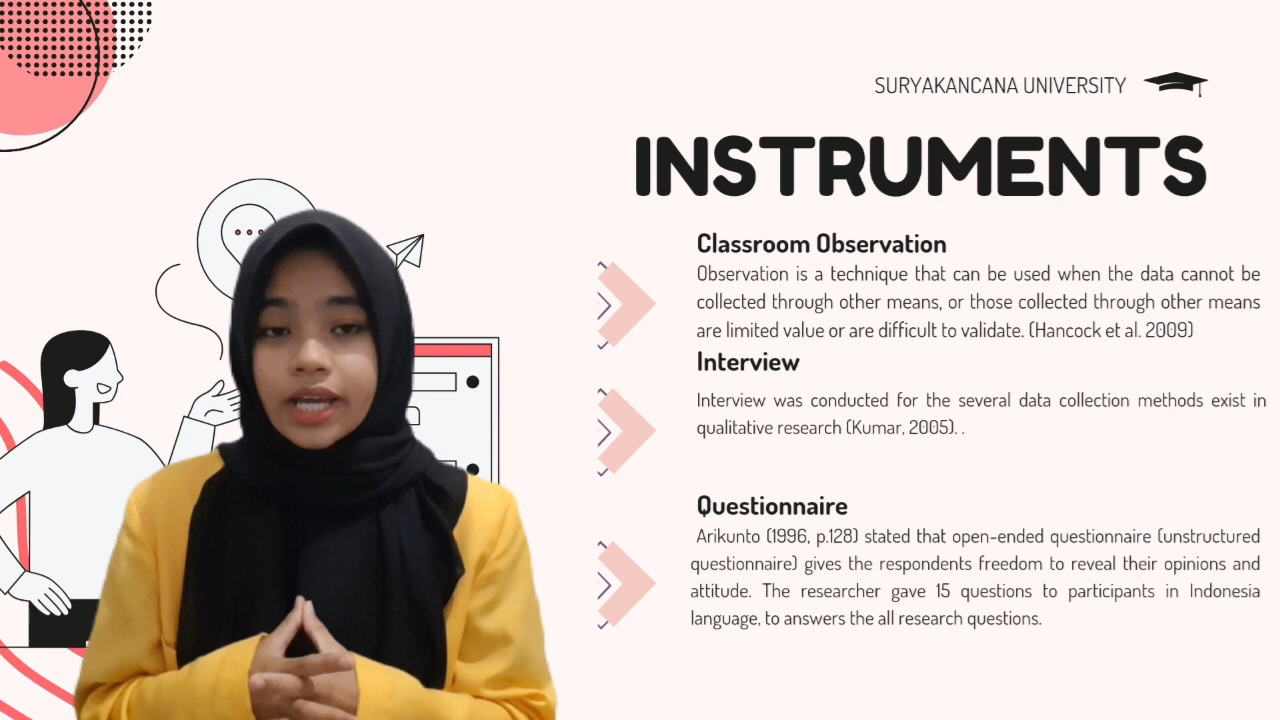 SURYAKANCANA UNIVERSITY
INSTRUMENTS
Classroom Observation
Observation is a technique that can be used when the data cannot be
collected through other means, or those collected through other means
are limited value or are difficult to validate. (Hancock et al. 2009)
Interview
Interview was conducted for the several data collection methods exist in
qualitative research (Kumar, 2005). .
Questionnaire
Arikunto (1996, p.128) stated that open-ended questionnaire (unstructured
questionnaire) gives the respondents freedom to reveal their opinions and
attitude. The researcher gave 15 questions to participants in Indonesia
language, to answers the all research questions.